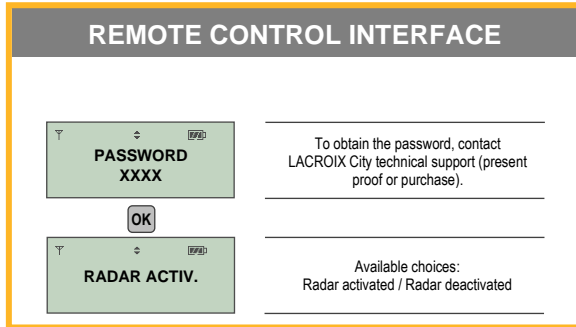 REMOTE CONTROL INTERFACE
PASSWORD
XXXX
To obtain the password, contact
LACROIX City technical support (present
proof or purchase).
OK
RADAR ACTIV.
Available choices:
Radar activated / Radar deactivated